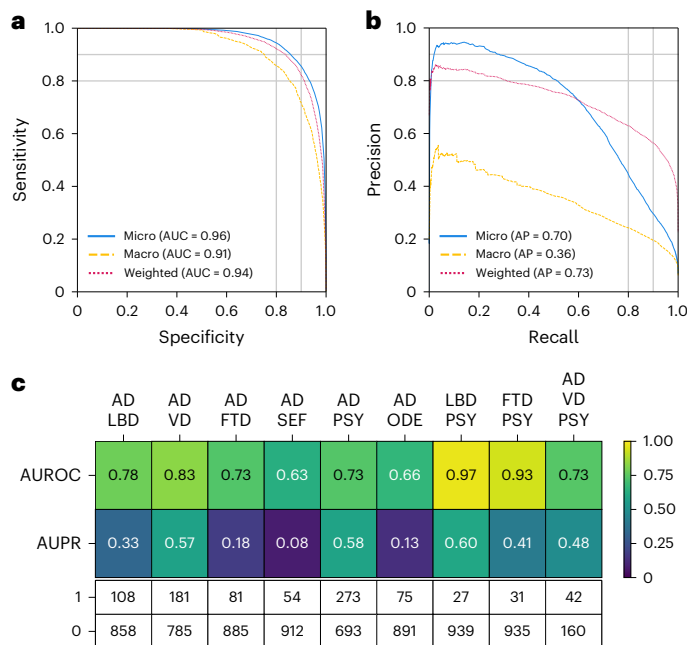 a
1.0
0.8
0.6
0.4
0.2
0
Sensitivity
Micro (AUC = 0.96)
Macro (AUC = 0.91)
Weighted (AUC = 0.94)
0 0.2 0.4 0.6 0.8 1.0
Specificity
b
1.0
0.8
0.6
0.4
0.2
0
Precision
Micro (AP = 0.70)
Macro (AP = 0.36)
Weighted (AP = 0.73)
0 0.2 0.4 0.6 0.8 1.0
Recall
c
AD LBD
AD VD
AD FTD
AD SEF
AD PSY
AD ODE
LBD PSY
FTD PSY
AD VD PSY
AUROC 0.78 0.83 0.73 0.63 0.73 0.66 0.97 0.93 0.73
AUPR 0.33 0.57 0.18 0.08 0.58 0.13 0.60 0.41 0.48
1 108 181 81 54 273 75 27 31 42
0 858 785 885 912 693 891 939 935 160
1.00
0.75
0.50
0.25
0